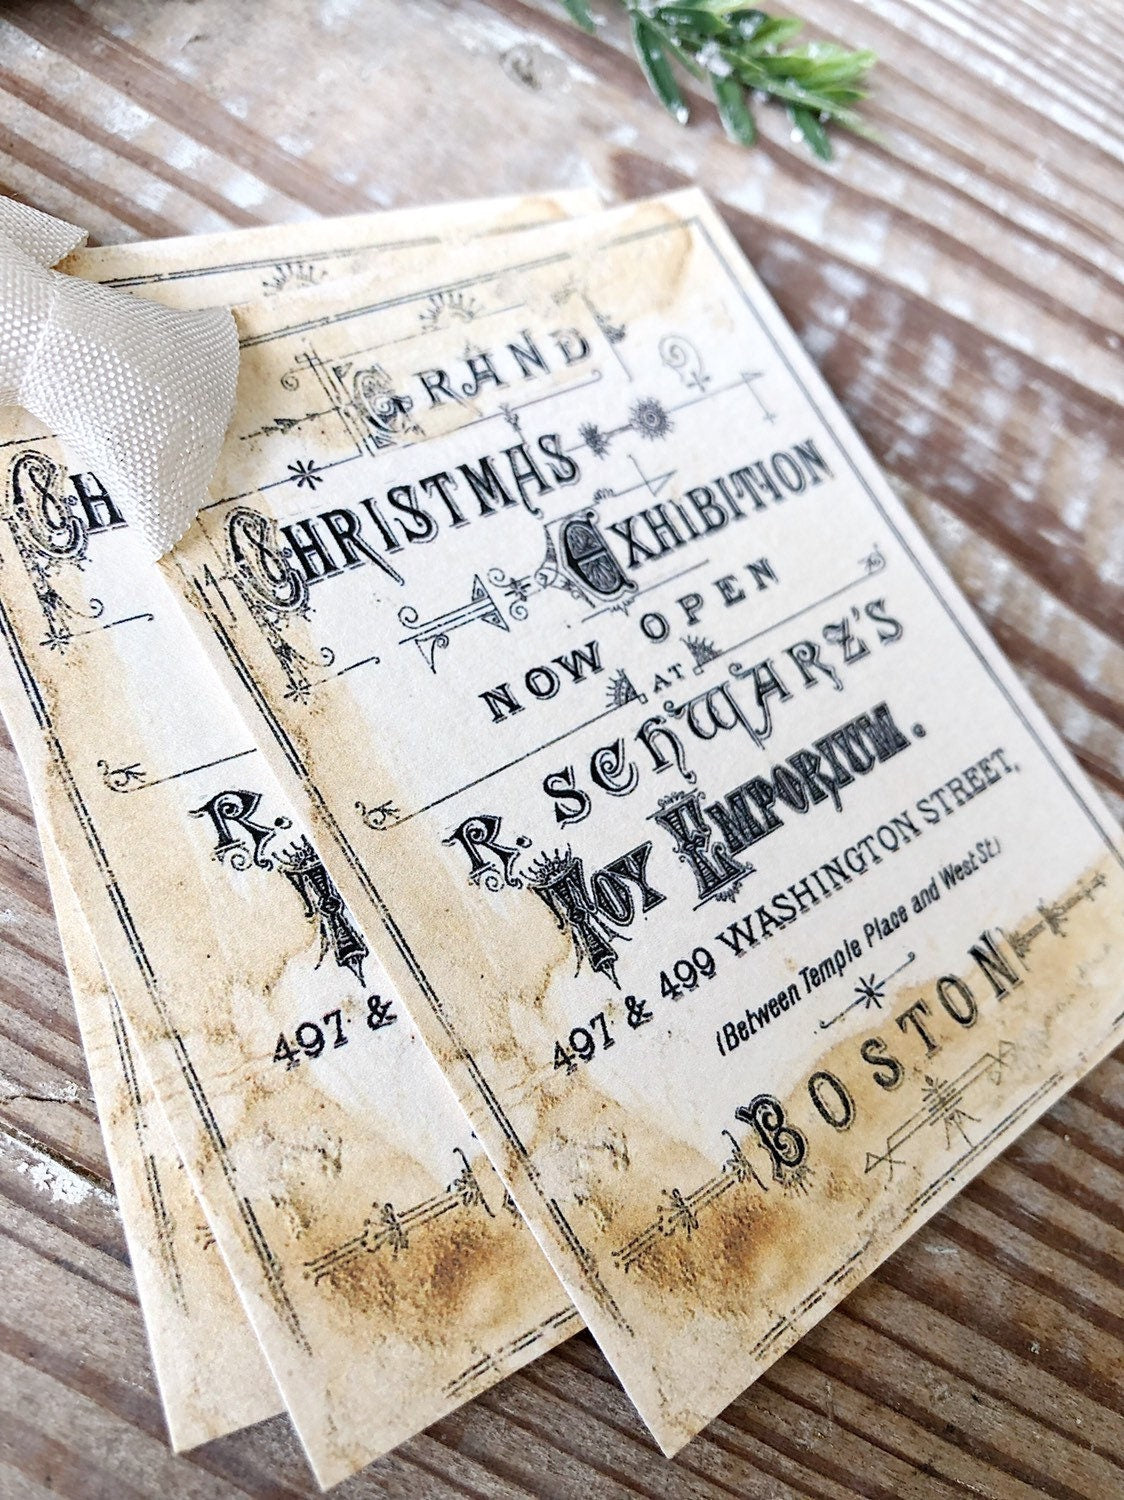 GRAND
CHRISTMAS
EXHIBITION
NOW OPEN
AT
R. SCHWARZ'S
TOY EMPORIUM.
497 & 499 WASHINGTON STREET,
(Between Temple Place and West St.)
BOSTON
CH
R.
T
497 &